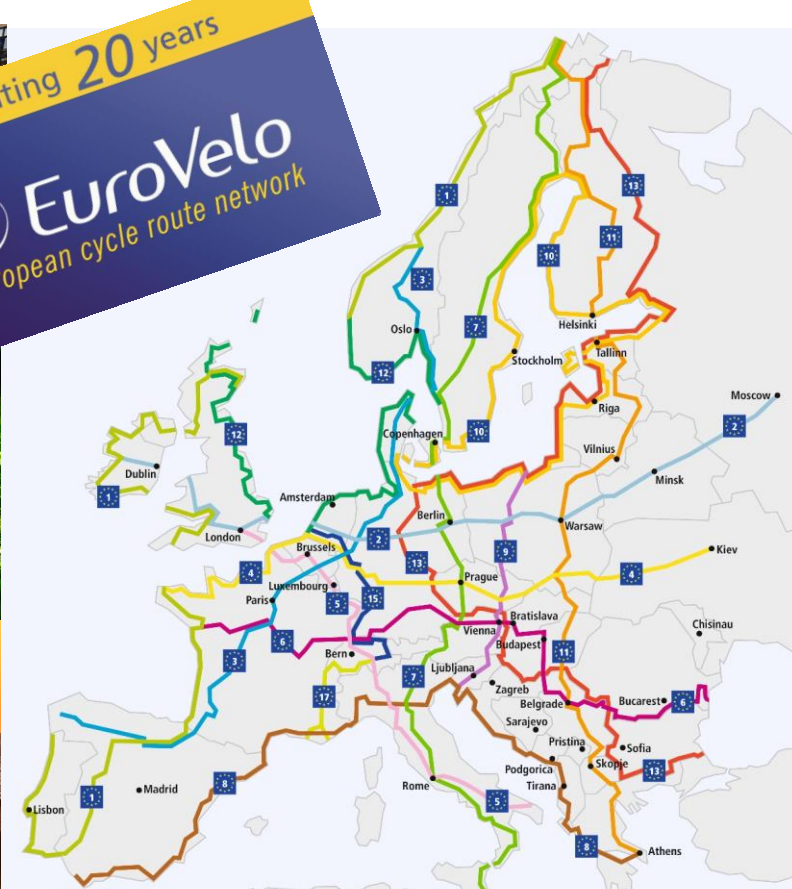 20 years
EuroVelo
cycle route network
1
13
11
10
3
7
Oslo
Helsinki
Tallinn
12
Stockholm
Moscow
Riga
2
Copenhagen
10
12
Vilnius
Dublin
Minsk
1
Amsterdam
Berlin
London
Warsaw
2
Brussels
9
Kiev
4
13
4
Luxembourg
Prague
Paris
5
15
Bratislava
Chisinau
Vienna
6
Budapest
Bern
11
3
Ljubljana
7
Zagreb
17
Belgrade
Bucarest
6
Sarajevo
Pristina
Sofia
Podgorica
Skopje
13
8
Rome
Tirana
Madrid
1
5
Lisbon
8
Athens